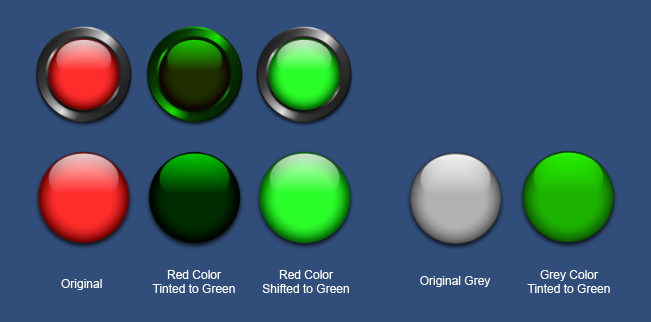 Original
Red Color
Tinted to Green
Red Color
Shifted to Green
Original Grey
Grey Color
Tinted to Green